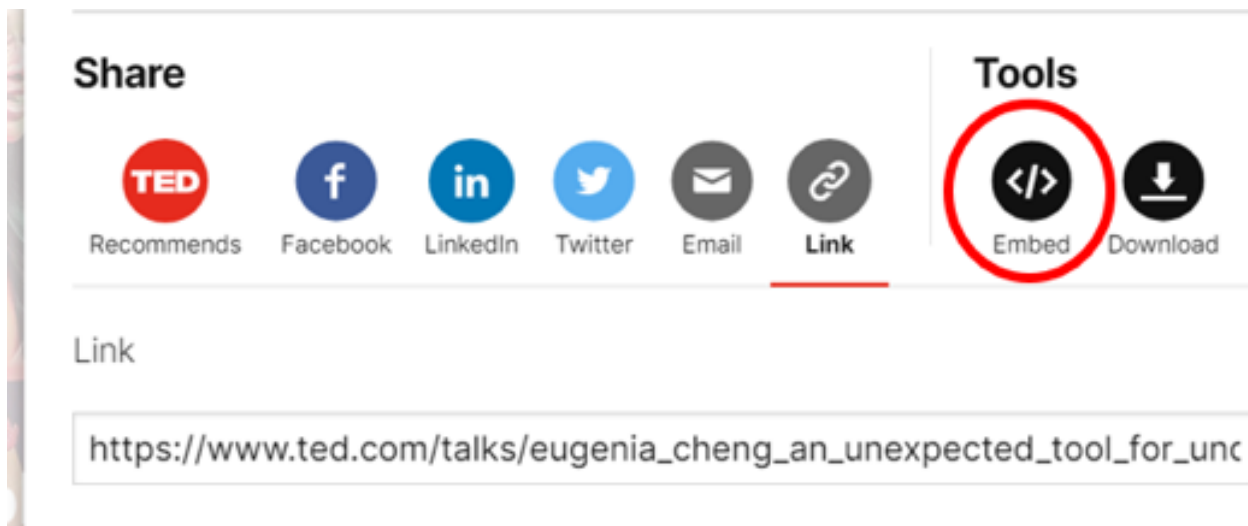 Share
Tools
TED
f
in
</>
Recommends
Facebook
LinkedIn
Twitter
Email
Link
Embed
Download
Link
https://www.ted.com/talks/eugenia_cheng_an_unexpected_tool_for_unc